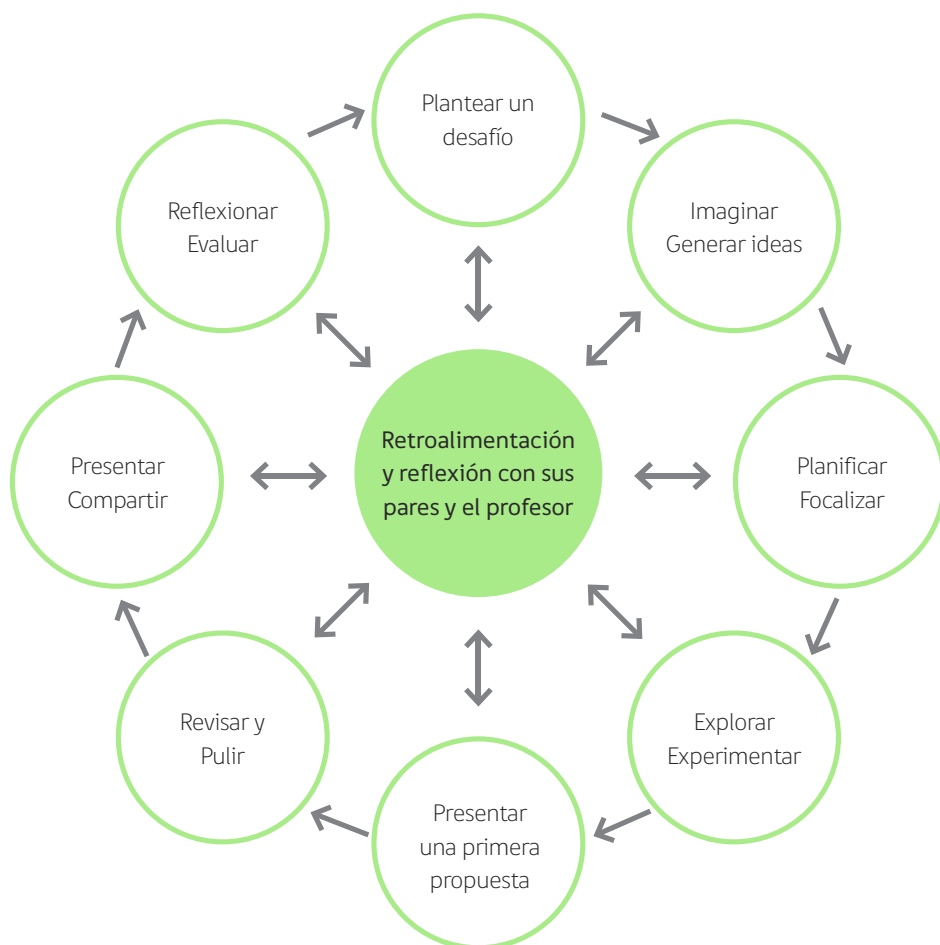 Plantear un
desafío
Imaginar
Generar ideas
Planificar
Focalizar
Explorar
Experimentar
Presentar
una primera
propuesta
Revisar y
Pulir
Presentar
Compartir
Reflexionar
Evaluar
Retroalimentación
y reflexión con sus
pares y el profesor